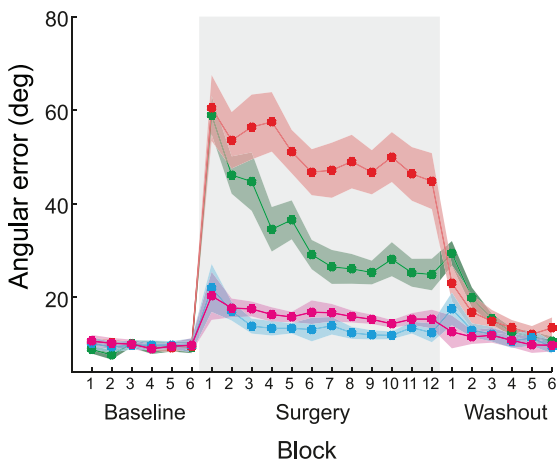 80
60
40
20
Angular error (deg)
1 2 3 4 5 6 1 2 3 4 5 6 7 8 9 10 11 12 1 2 3 4 5 6
Baseline Surgery Washout
Block